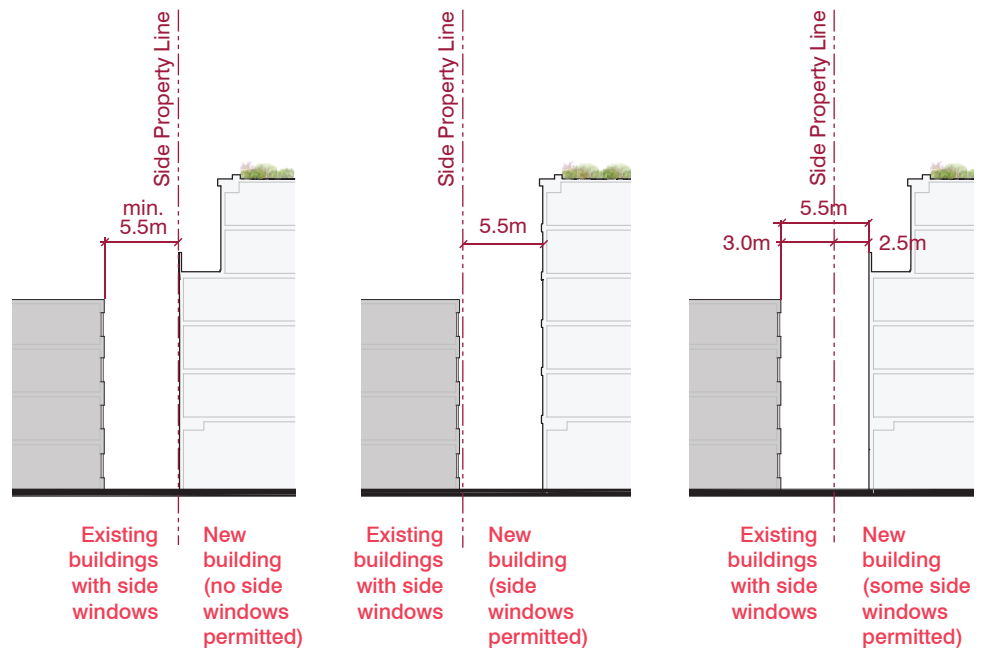 Side Property Line
min.
5.5m
Existing
buildings
with side
windows
New
building
(no side
windows
permitted)
Side Property Line
5.5m
Existing
buildings
with side
windows
New
building
(side
windows
permitted)
Side Property Line
5.5m
3.0m
2.5m
Existing
buildings
with side
windows
New
building
(some side
windows
permitted)